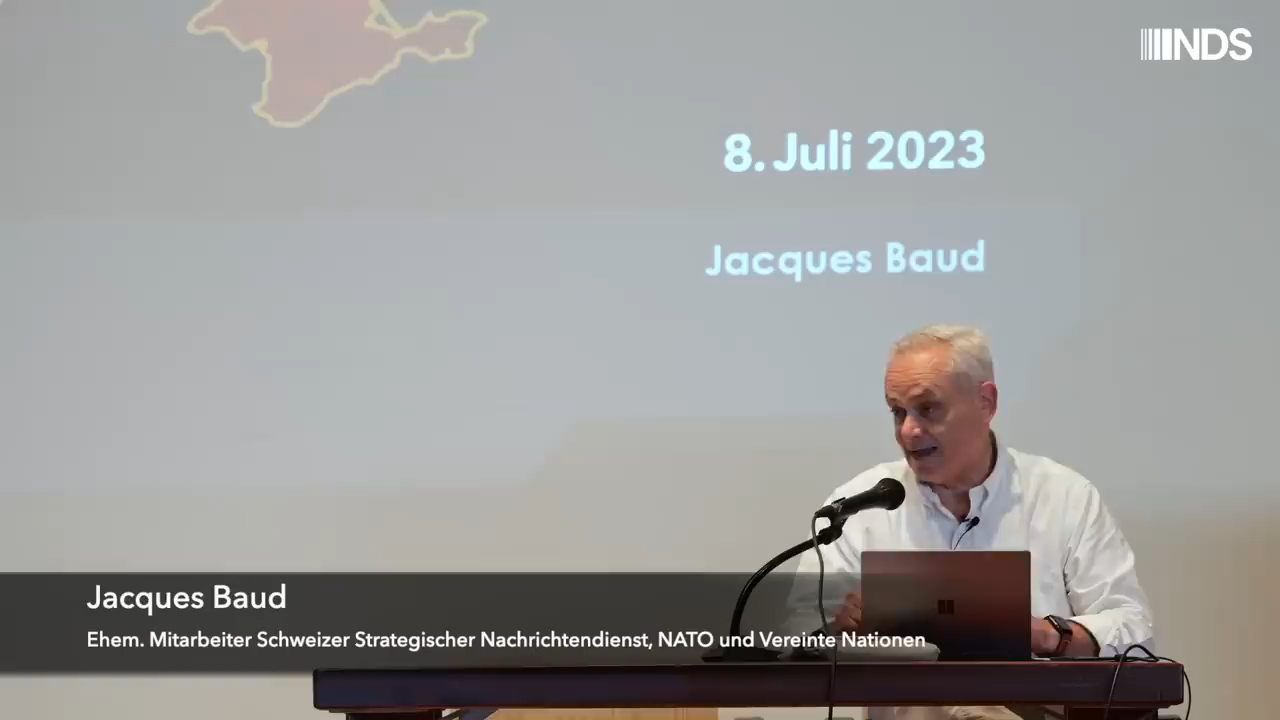 NDS
8. Juli 2023
Jacques Baud
Jacques Baud
Ehem. Mitarbeiter Schweizer Strategischer Nachrichtendienst, NATO und Vereinte Nationen